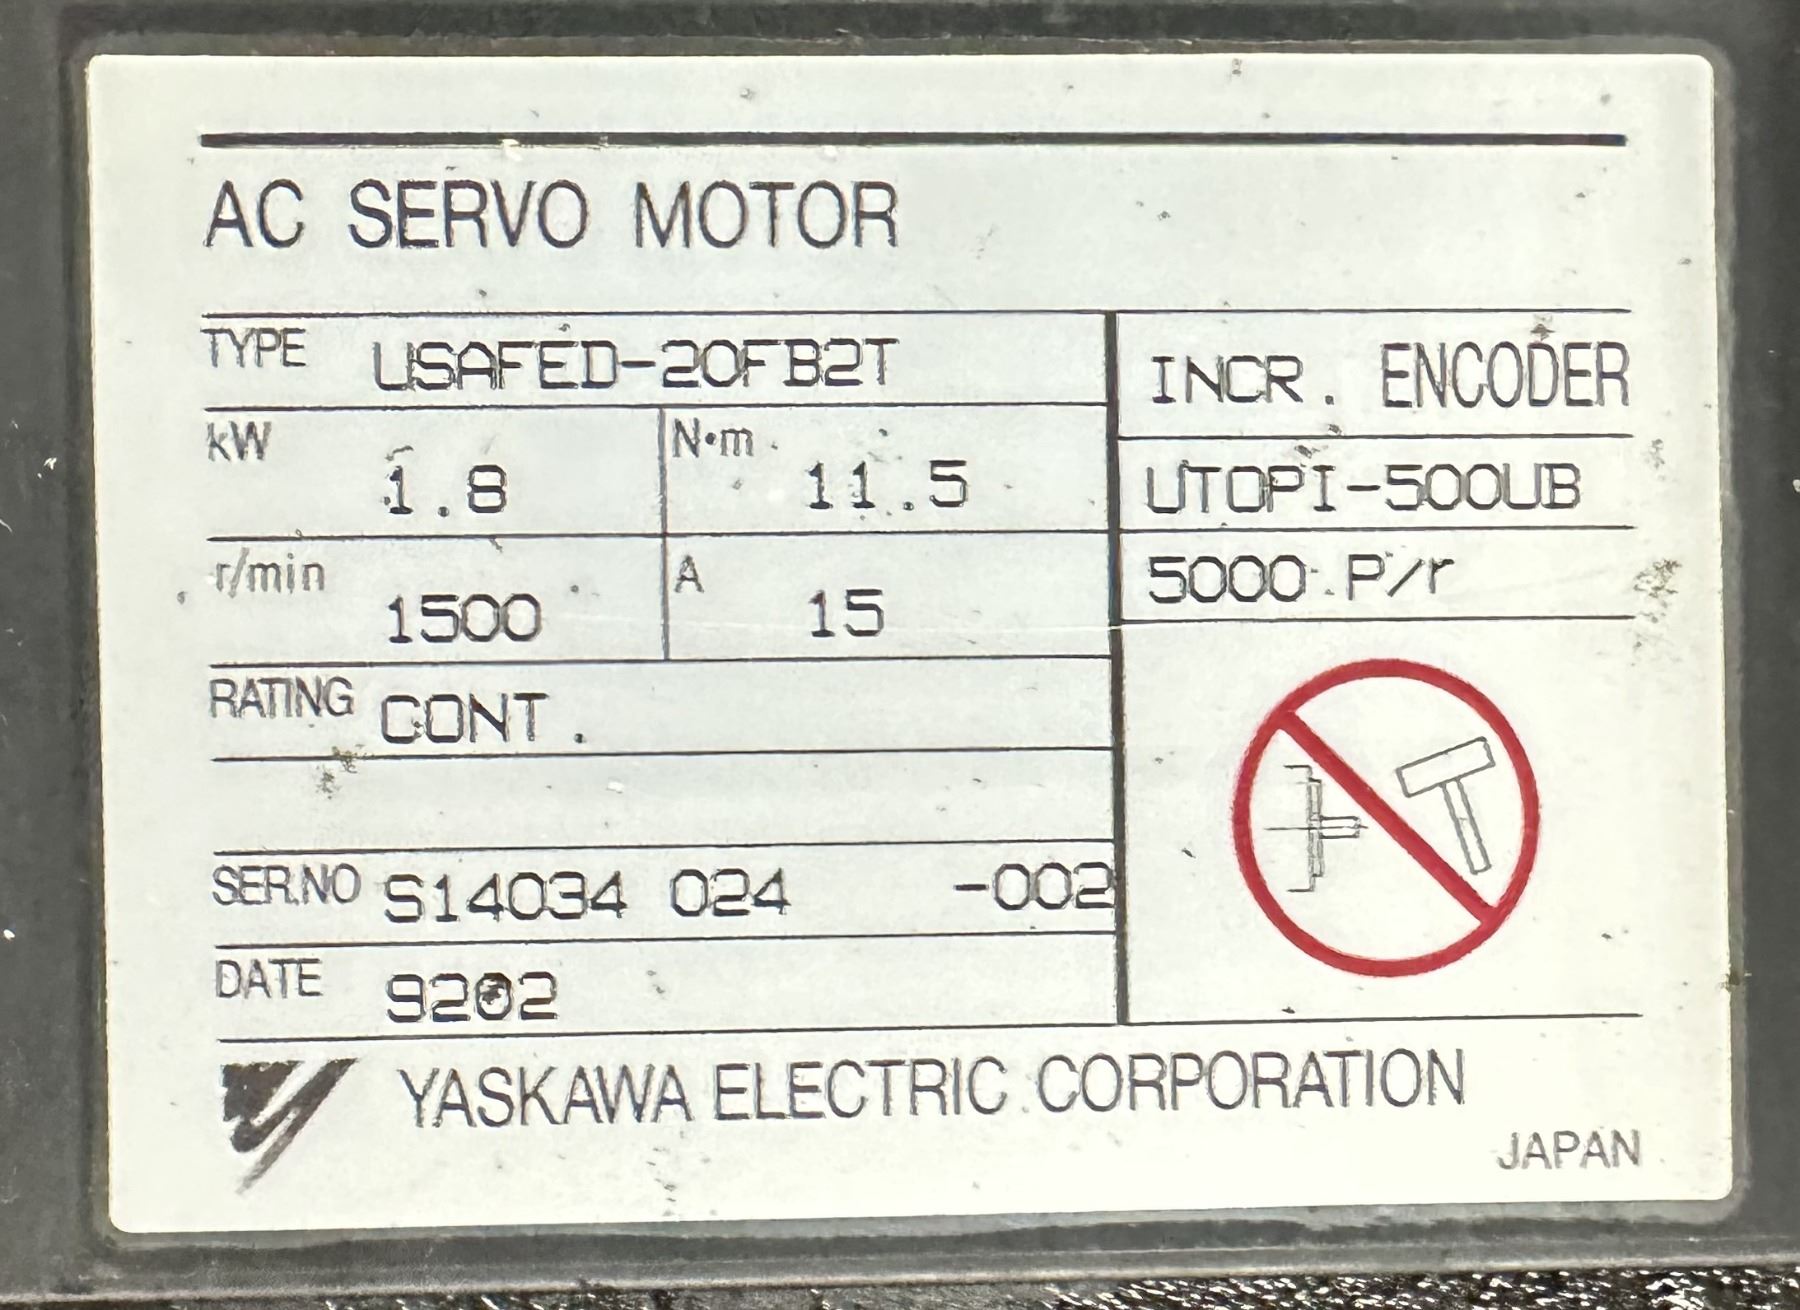 AC SERVO MOTOR
TYPE USAFED-20FB2T
kW 1.8 N·m 11.5
r/min 1500 A 15
RATING CONT.
SER.NO S14034 024 -002
DATE 9202
INCR. ENCODER
UTOPI-500UB
5000 P/r
YASKAWA ELECTRIC CORPORATION
JAPAN